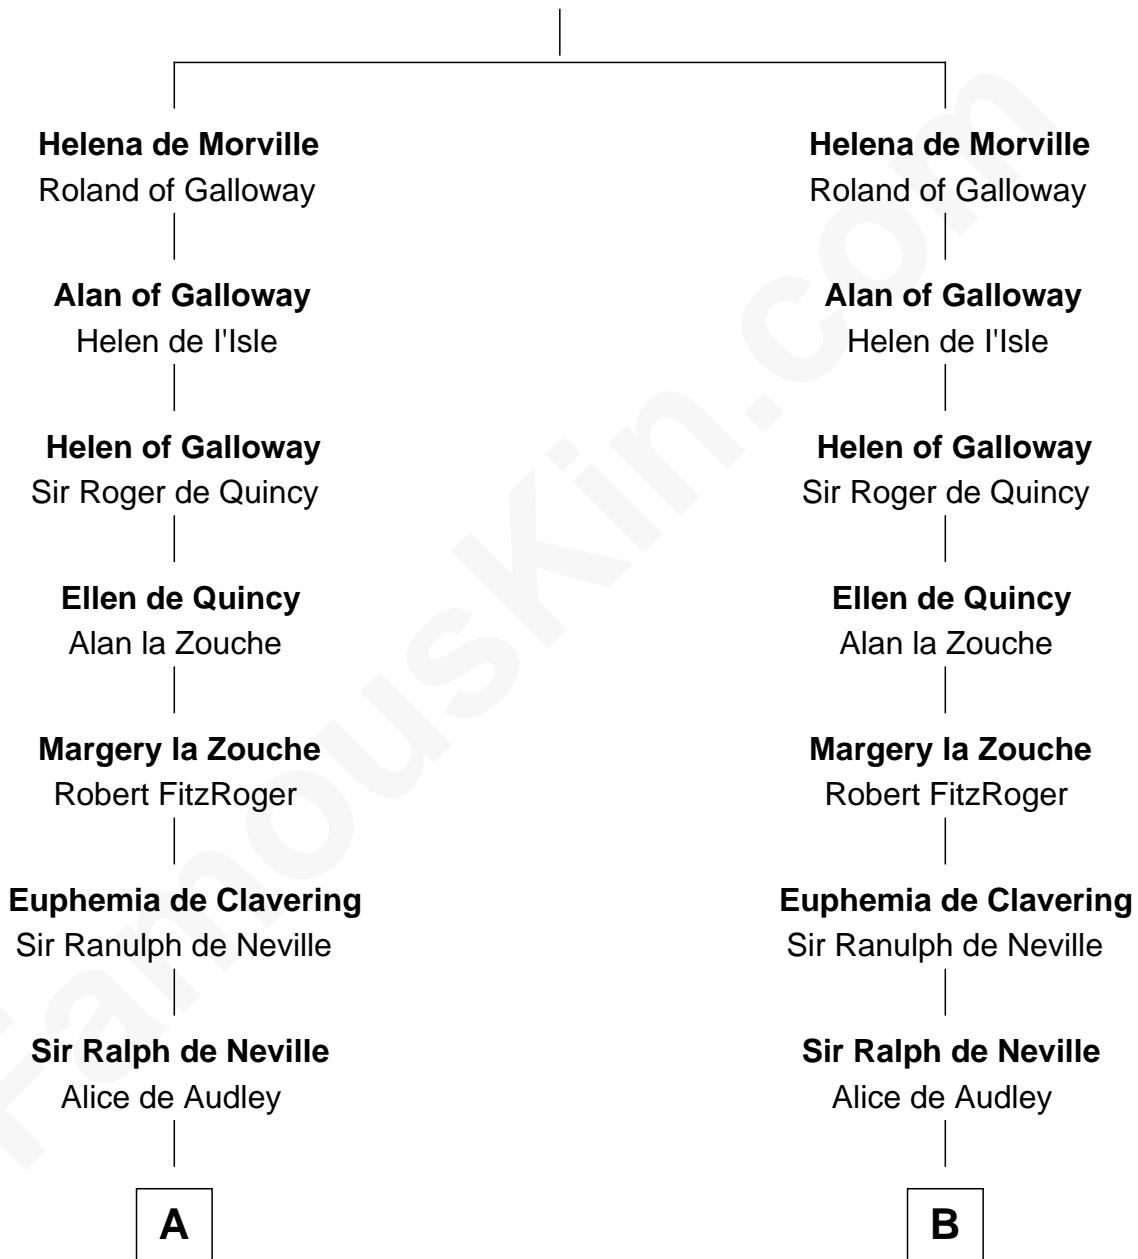 Helena de Morville
Roland of Galloway
Alan of Galloway
Helen de l'Isle
Helen of Galloway
Sir Roger de Quincy
Ellen de Quincy
Alan la Zouche
Margery la Zouche
Robert FitzRoger
Euphemia de Clavering
Sir Ranulph de Neville
Sir Ralph de Neville
Alice de Audley
A
Helena de Morville
Roland of Galloway
Alan of Galloway
Helen de l'Isle
Helen of Galloway
Sir Roger de Quincy
Ellen de Quincy
Alan la Zouche
Margery la Zouche
Robert FitzRoger
Euphemia de Clavering
Sir Ranulph de Neville
Sir Ralph de Neville
Alice de Audley
B
FamousKin.com